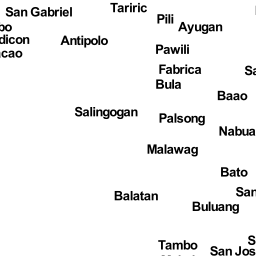 Tariric
San Gabriel
Pili
Ayugan
Antipolo
Pawili
Fabrica
Bula
Baao
Salingogan
Palsong
Malawag
Bato
Balatan
Buluang
Tambo